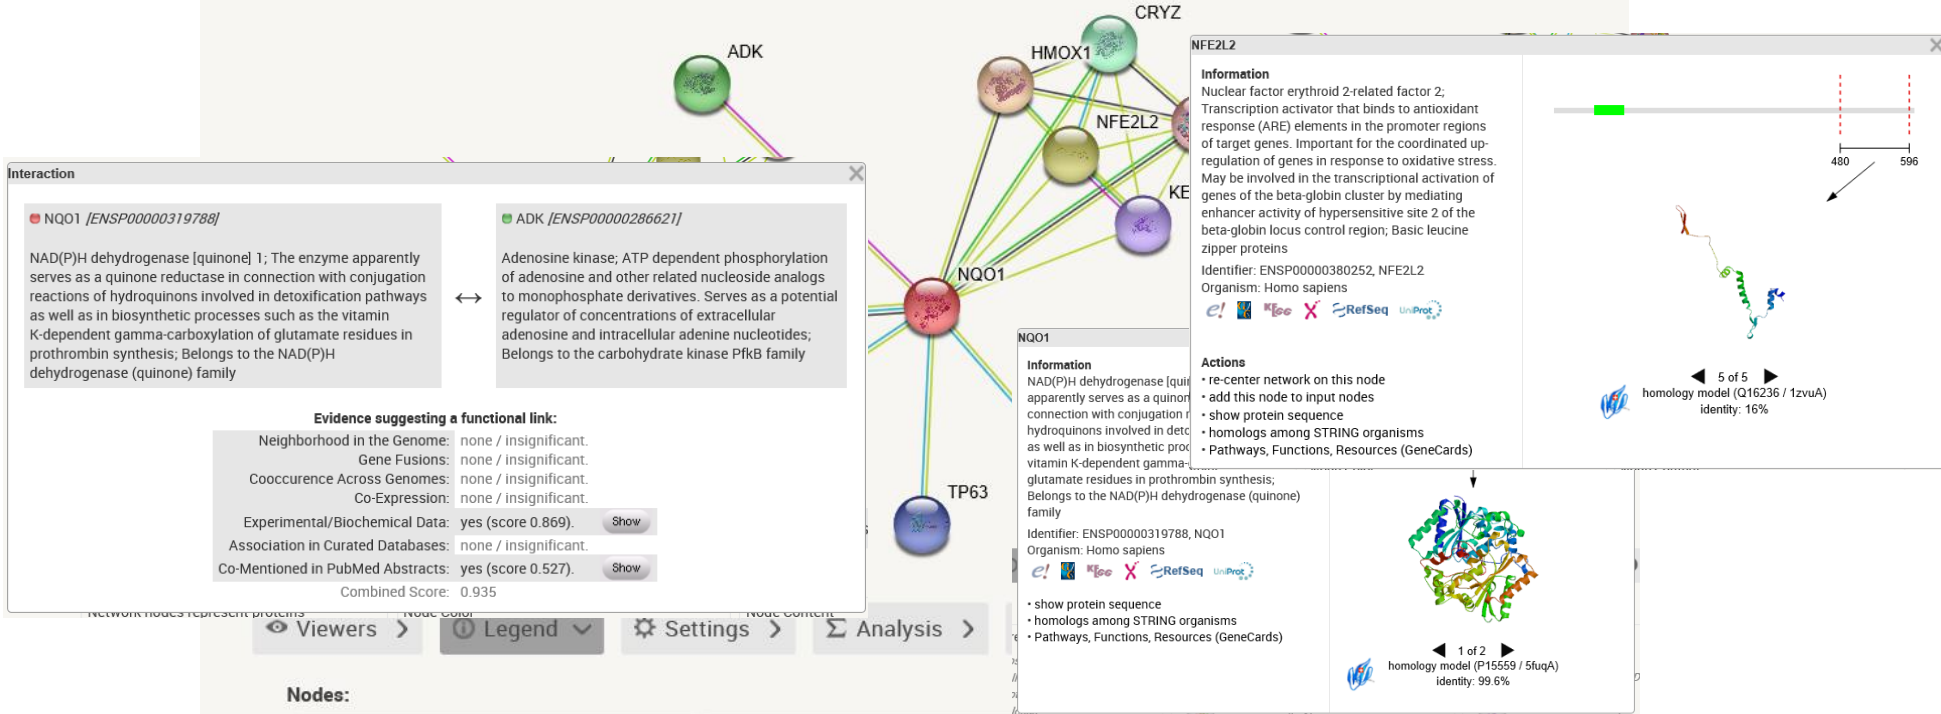 CRYZ
ADK
HMOX1
NFE2L2
KE
NQO1
TP63
Interaction
NQO1 [ENSP00000319788]
NAD(P)H dehydrogenase [quinone] 1; The enzyme apparently
serves as a quinone reductase in connection with conjugation
reactions of hydroquinons involved in detoxification pathways
as well as in biosynthetic processes such as the vitamin
K-dependent gamma-carboxylation of glutamate residues in
prothrombin synthesis; Belongs to the NAD(P)H
dehydrogenase (quinone) family
ADK [ENSP00000286621]
Adenosine kinase; ATP dependent phosphorylation
of adenosine and other related nucleoside analogs
to monophosphate derivatives. Serves as a potential
regulator of concentrations of extracellular
adenosine and intracellular adenine nucleotides;
Belongs to the carbohydrate kinase PfkB family
Evidence suggesting a functional link:
Neighborhood in the Genome: none / insignificant.
Gene Fusions: none / insignificant.
Cooccurence Across Genomes: none / insignificant.
Co-Expression: none / insignificant.
Experimental/Biochemical Data: yes (score 0.869). Show
Association in Curated Databases: none / insignificant.
Co-Mentioned in PubMed Abstracts: yes (score 0.527). Show
Combined Score: 0.935
Network nodes represent proteins Node Color Node Content
Viewers Legend Settings Σ Analysis
Nodes:
NQO1
Information
NAD(P)H dehydrogenase [qui
apparently serves as a quinon
connection with conjugation r
hydroquinons involved in deto
as well as in biosynthetic proc
vitamin K-dependent gamma-
glutamate residues in prothrombin synthesis;
Belongs to the NAD(P)H dehydrogenase (quinone)
family
Identifier: ENSP00000319788, NQO1
Organism: Homo sapiens
e! KEGG X RefSeq UniProt
• show protein sequence
• homologs among STRING organisms
• Pathways, Functions, Resources (GeneCards)
1 of 2
homology model (P15559 / 5fuqA)
identity: 99.6%
NFE2L2
Information
Nuclear factor erythroid 2-related factor 2;
Transcription activator that binds to antioxidant
response (ARE) elements in the promoter regions
of target genes. Important for the coordinated up-
regulation of genes in response to oxidative stress.
May be involved in the transcriptional activation of
genes of the beta-globin cluster by mediating
enhancer activity of hypersensitive site 2 of the
beta-globin locus control region; Basic leucine
zipper proteins
Identifier: ENSP00000380252, NFE2L2
Organism: Homo sapiens
e! KEGG X RefSeq UniProt
Actions
• re-center network on this node
• add this node to input nodes
• show protein sequence
• homologs among STRING organisms
• Pathways, Functions, Resources (GeneCards)
480 596
5 of 5
homology model (Q16236 / 1zvuA)
identity: 16%